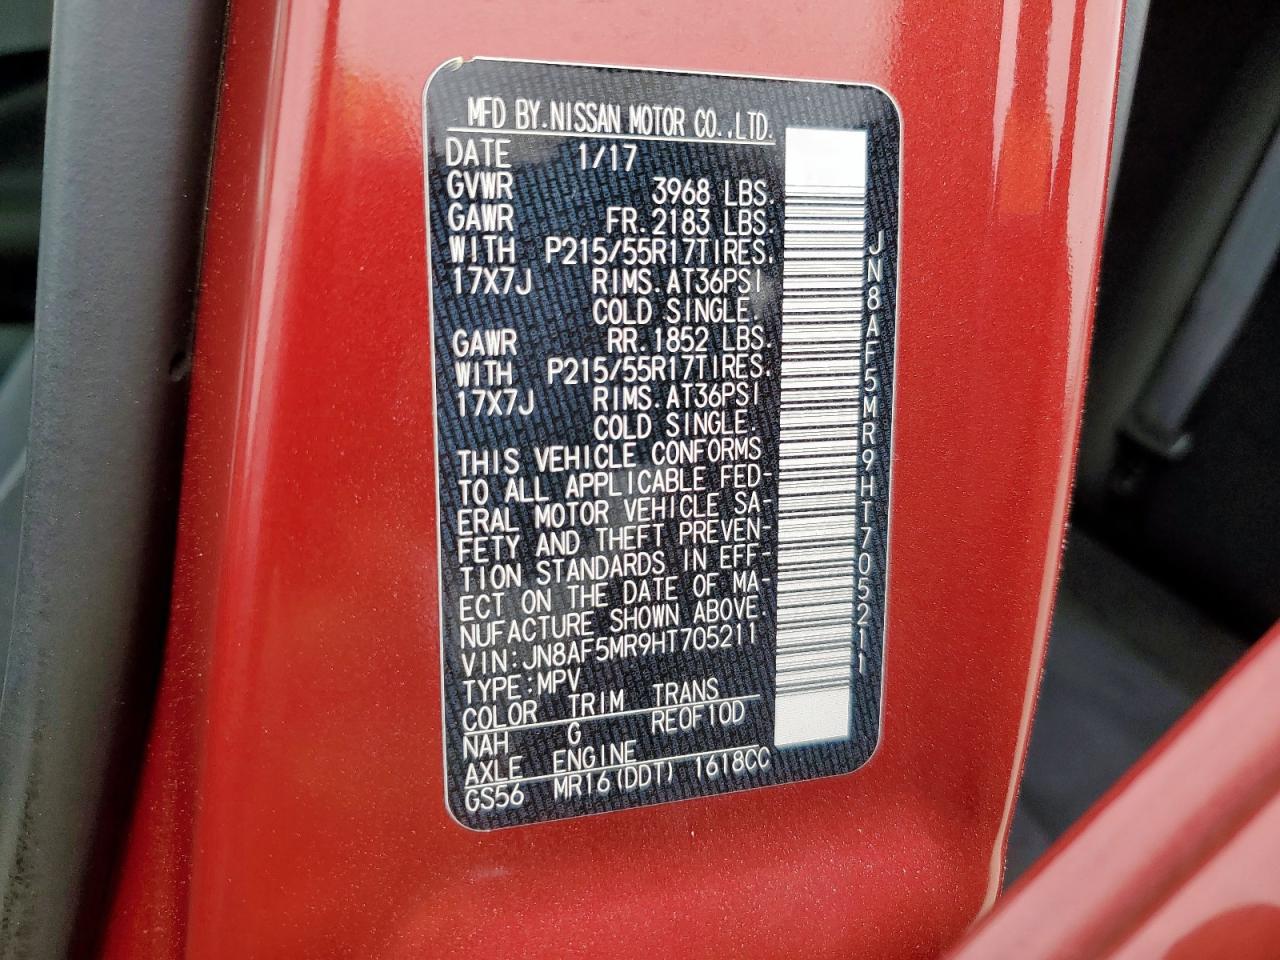 MFD BY.NISSAN MOTOR CO.,LTD.
DATE 1/17
GVWR 3968 LBS.
GAWR FR.2183 LBS.
WITH P215/55R17TIRES.
17X7J RIMS.AT36PSI
COLD SINGLE.
GAWR RR.1852 LBS.
WITH P215/55R17TIRES.
17X7J RIMS.AT36PSI
COLD SINGLE.
THIS VEHICLE CONFORMS
TO ALL APPLICABLE FED-
ERAL MOTOR VEHICLE SA-
FETY AND THEFT PREVEN-
TION STANDARDS IN EFF-
ECT ON THE DATE OF MA-
NUFACTURE SHOWN ABOVE.
VIN:JN8AF5MR9HT705211
TYPE:MPV
COLOR TRIM TRANS
NAH G REOF10D
AXLE ENGINE
GS56 MR16(DDT) 1618CC
JN8AF5MR9HT705211